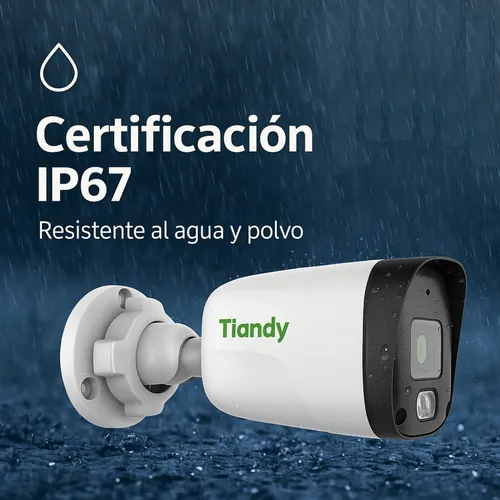 Certificación
IP67
Resistente al agua y polvo
Tiandy